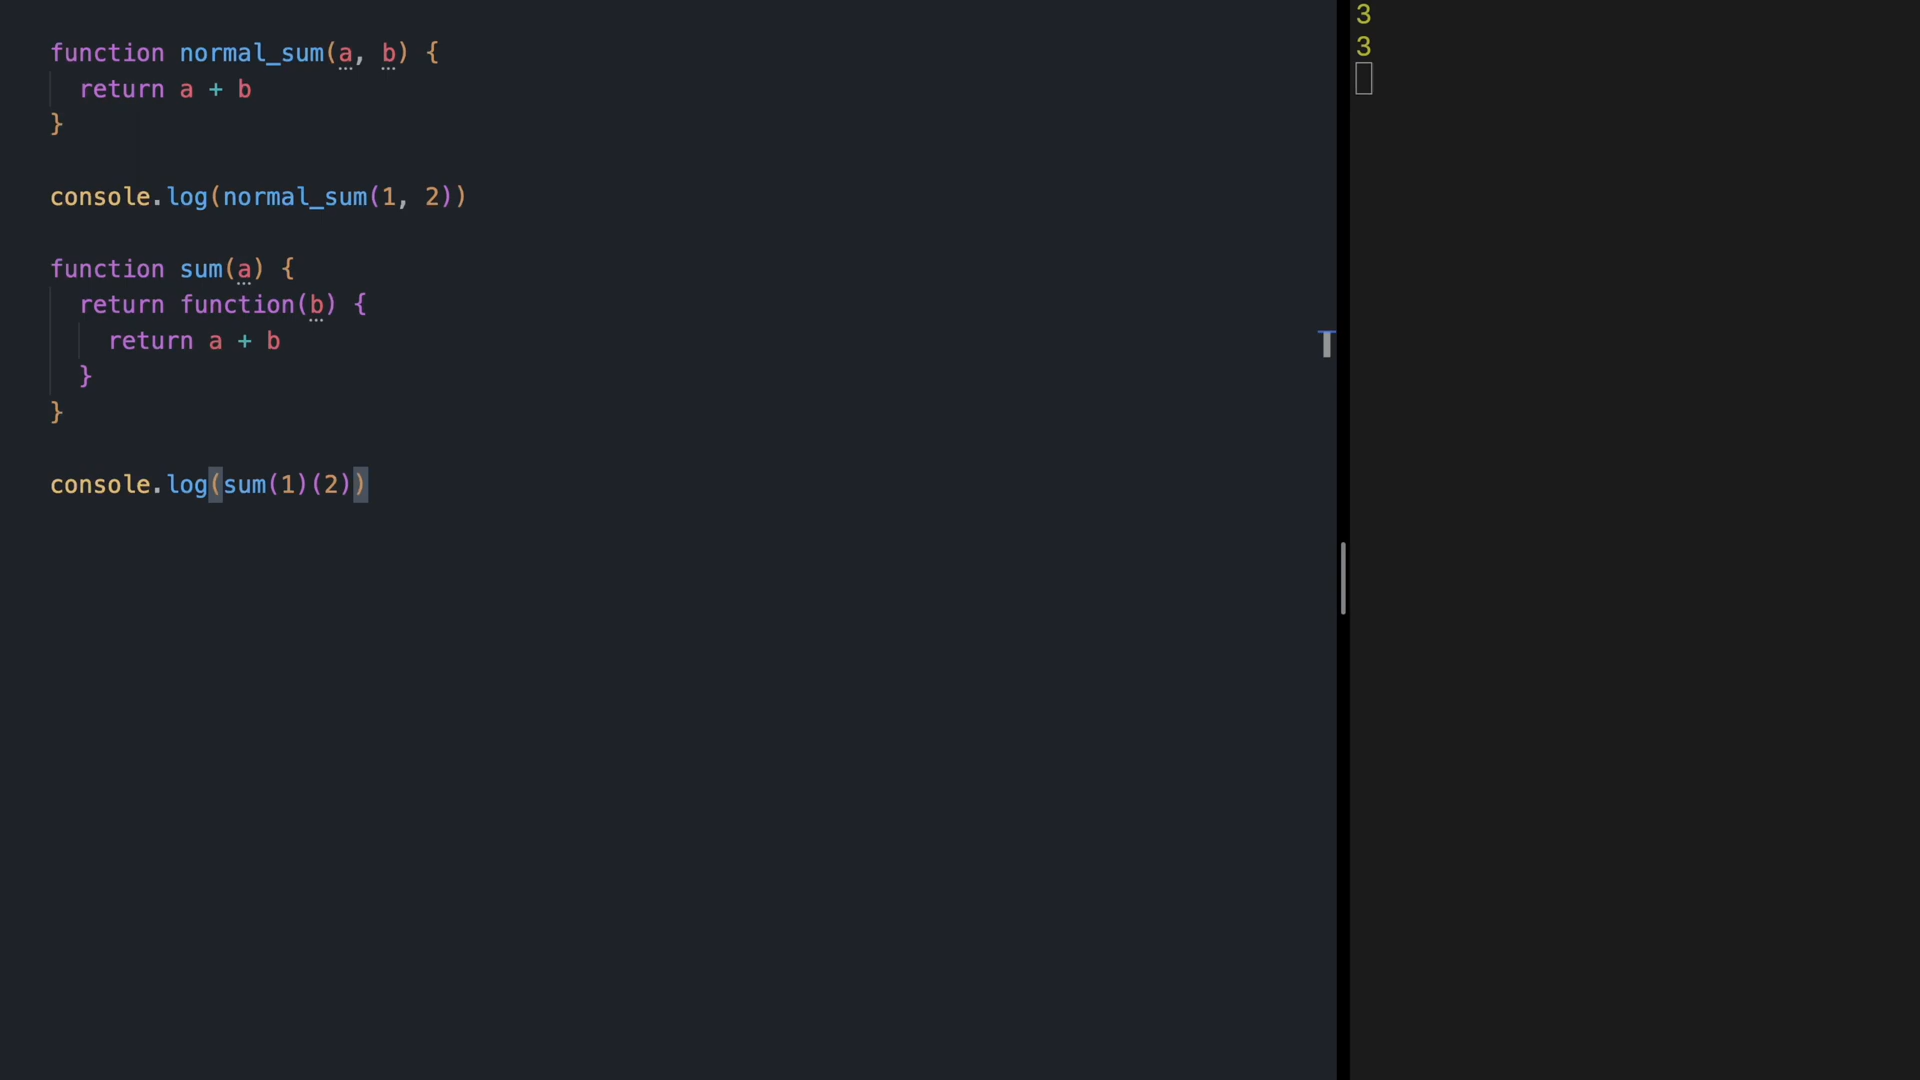 function normal_sum(a, b) {
  return a + b
}
console.log(normal_sum(1, 2))
function sum(a) {
  return function(b) {
    return a + b
  }
}
console.log(sum(1)(2))
3
3